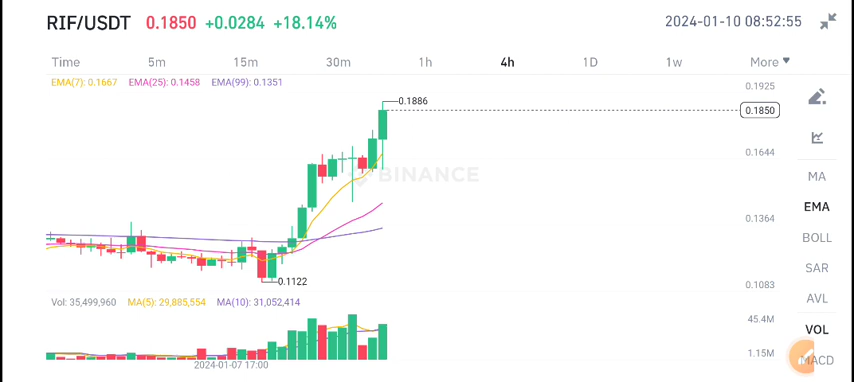 RIF/USDT 0.1850 +0.0284 +18.14% 2024-01-10 08:52:55
Time 5m 15m 30m 1h 4h 1D 1w More
EMA(7): 0.1667 EMA(25): 0.1458 EMA(99): 0.1351
0.1925
0.1886
0.1850
0.1644
BINANCE
0.1364
0.1122
0.1083
MA
EMA
BOLL
SAR
AVL
VOL
MACD
Vol: 35,499,960 MA(5): 29,885,554 MA(10): 31,052,414
45.4M
1.15M
2024-01-07 17:00